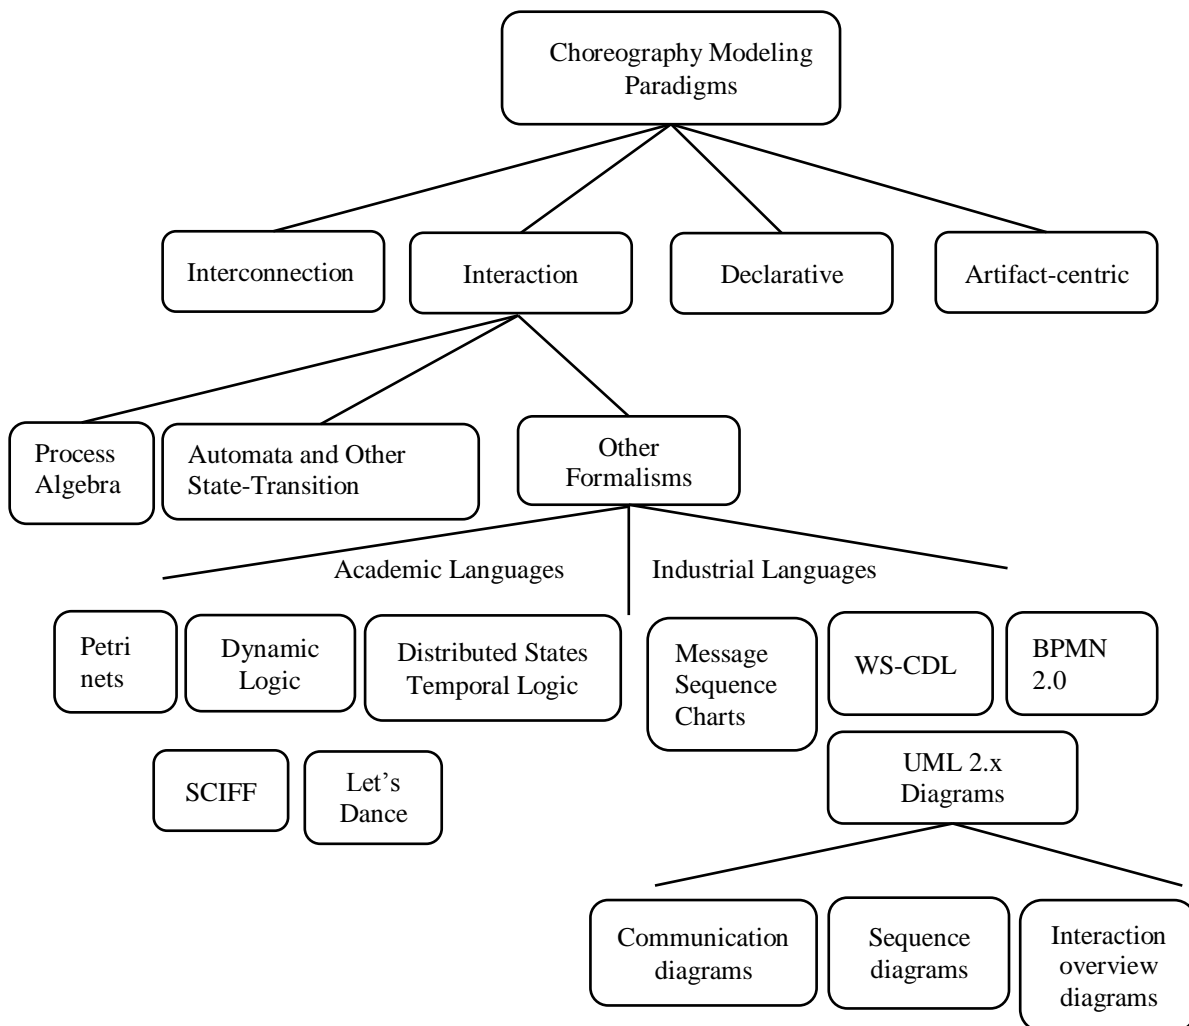 Choreography Modeling
Paradigms
Interconnection
Interaction
Declarative
Artifact-centric
Process
Algebra
Automata and Other
State-Transition
Other
Formalisms
Academic Languages
Industrial Languages
Petri
nets
Dynamic
Logic
Distributed States
Temporal Logic
Message
Sequence
Charts
WS-CDL
BPMN
2.0
SCIFF
Let’s
Dance
UML 2.x
Diagrams
Communication
diagrams
Sequence
diagrams
Interaction
overview
diagrams